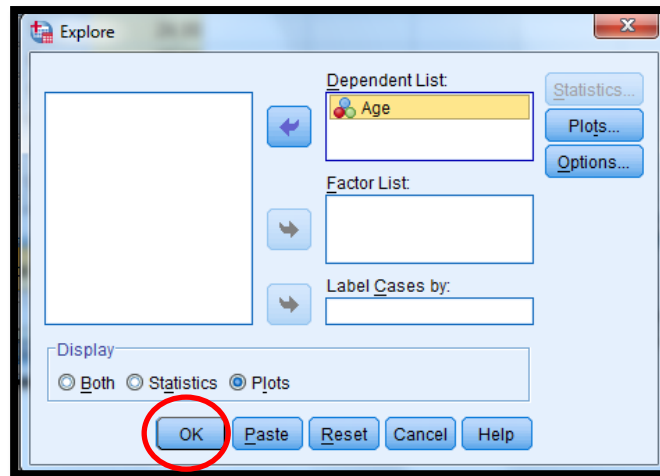 Explore
Dependent List:
Age
Statistics...
Plots...
Options...
Factor List:
Label Cases by:
Display
Both Statistics Plots
OK Paste Reset Cancel Help